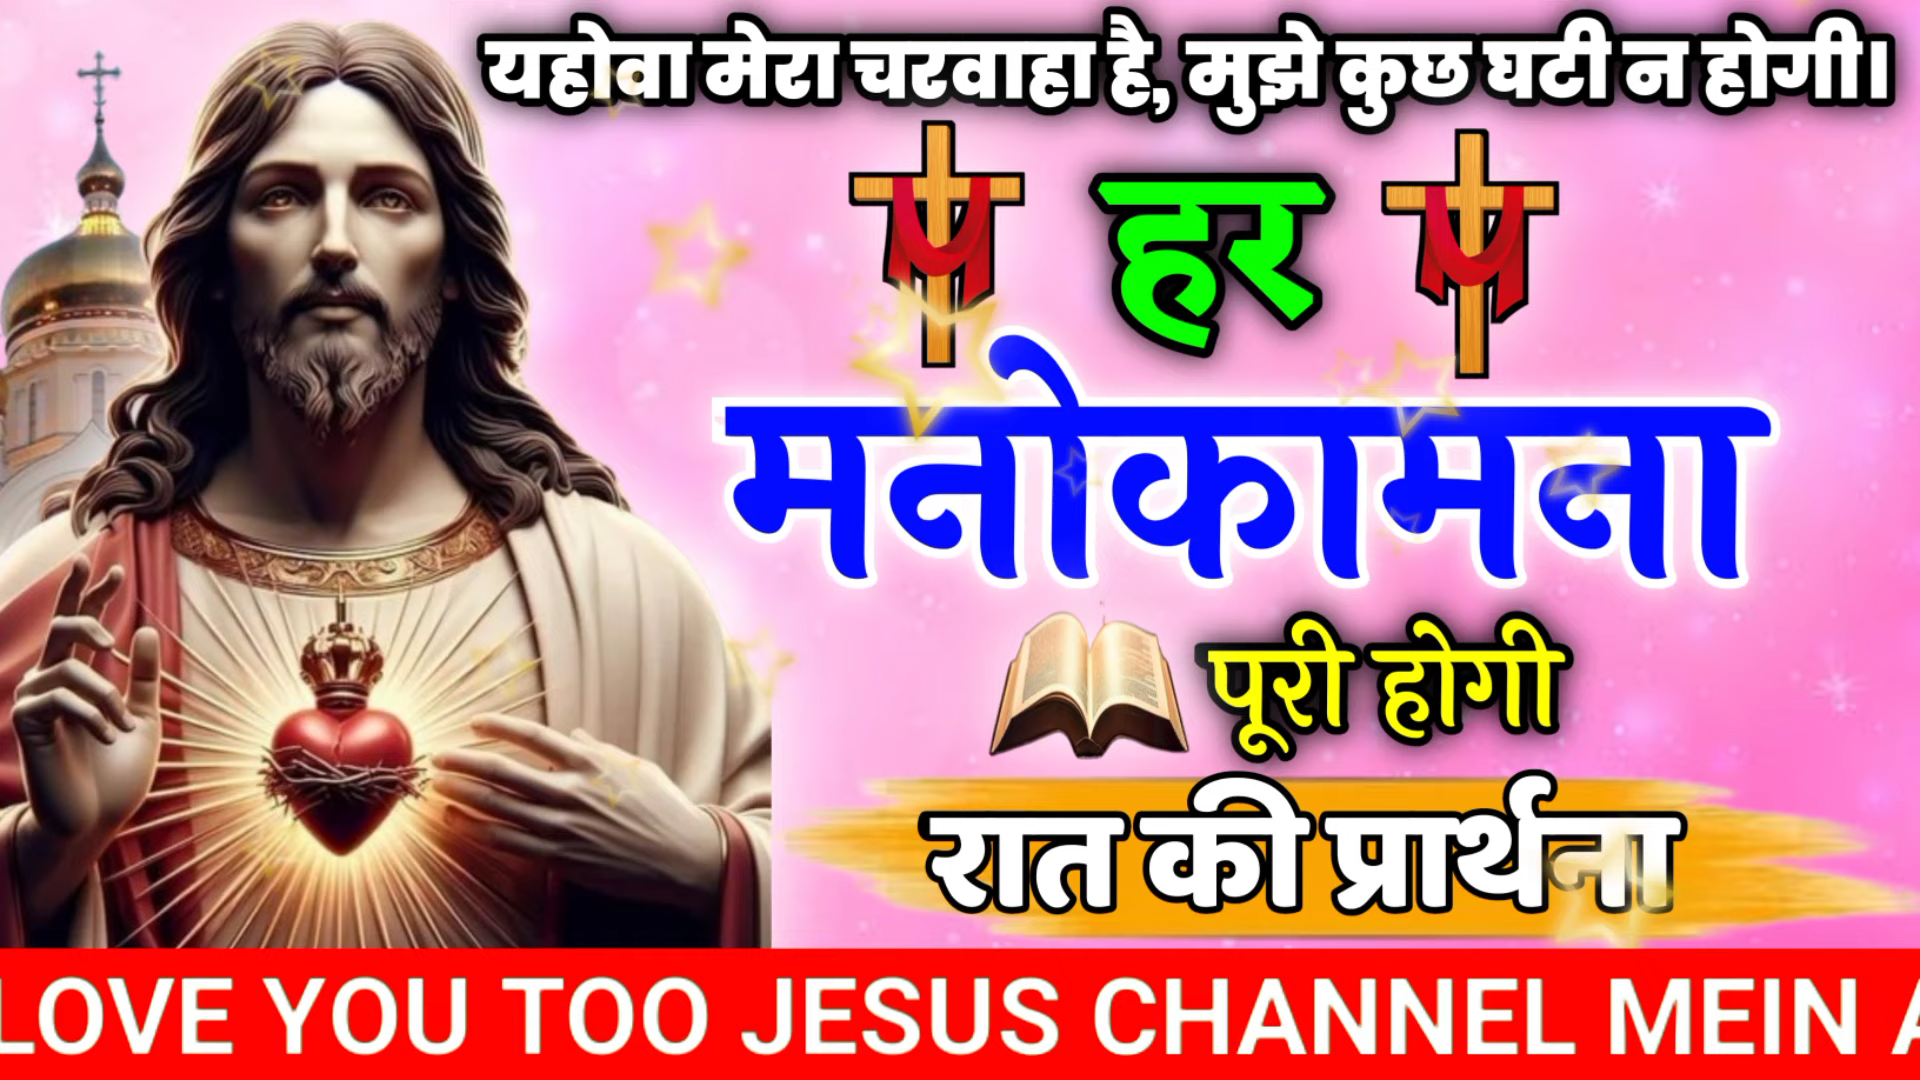 यहोवा मेरा चरवाहा है, मुझे कुछ घटी न होगी।
हर
मनोकामना
पूरी होगी
रात की प्रार्थना
LOVE YOU TOO JESUS CHANNEL MEIN A